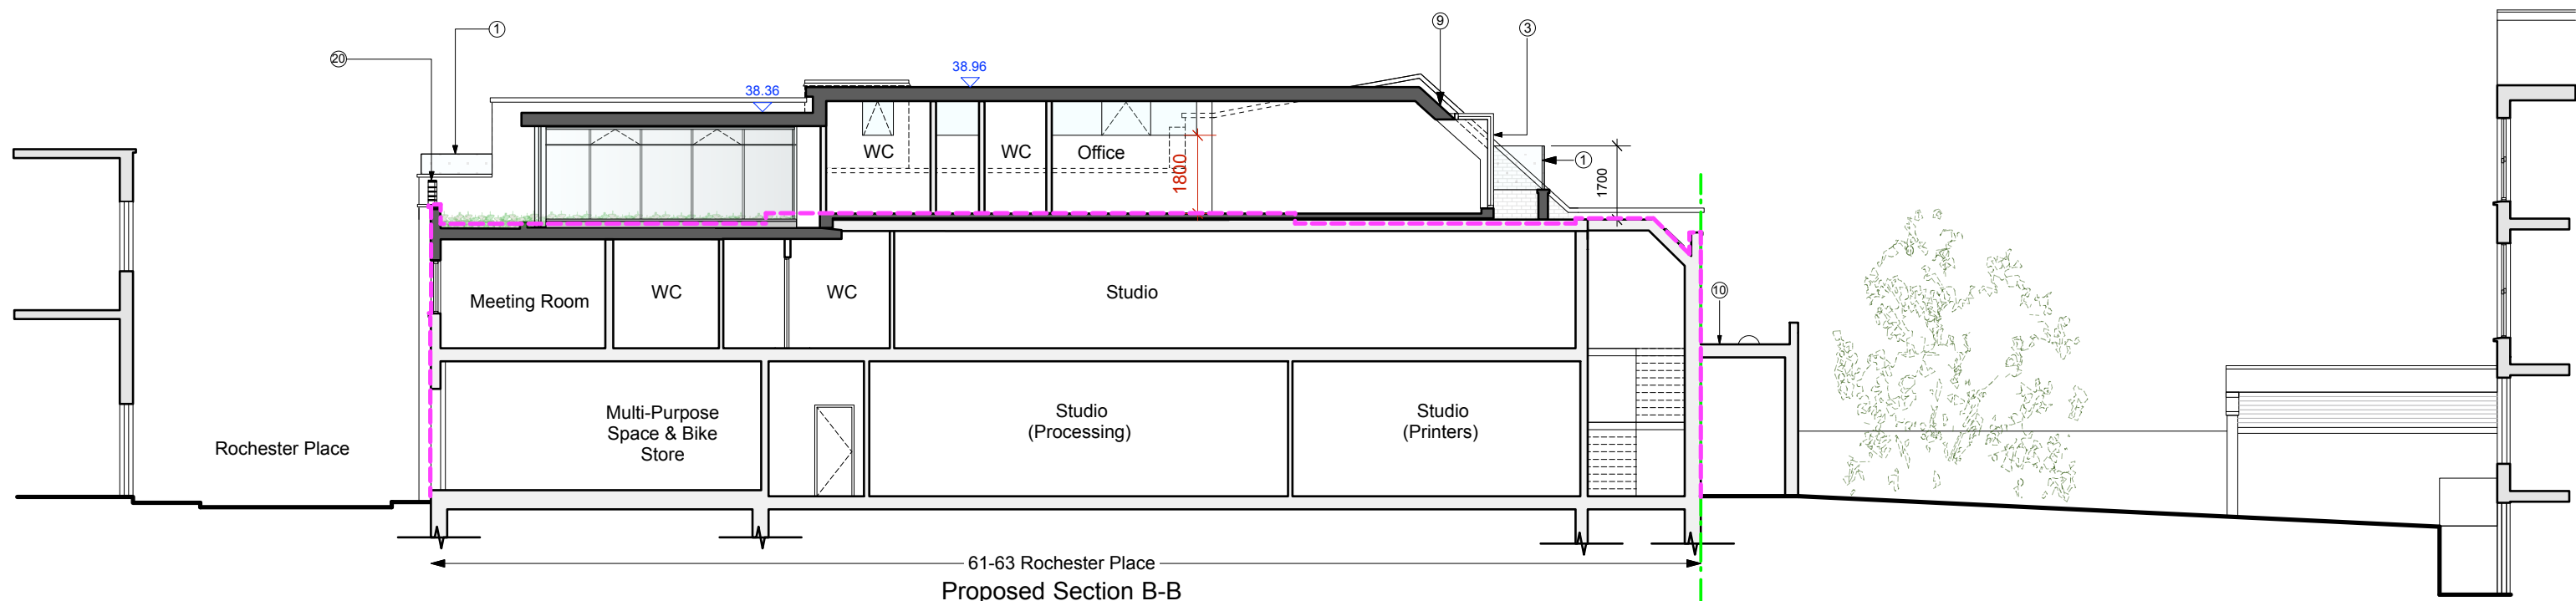 9
1
3
20
38.96
38.36
WC
WC
Office
1800
1
1700
Meeting Room
WC
WC
Studio
10
Multi-Purpose
Space & Bike
Store
Studio
(Processing)
Studio
(Printers)
Rochester Place
61-63 Rochester Place
Proposed Section B-B